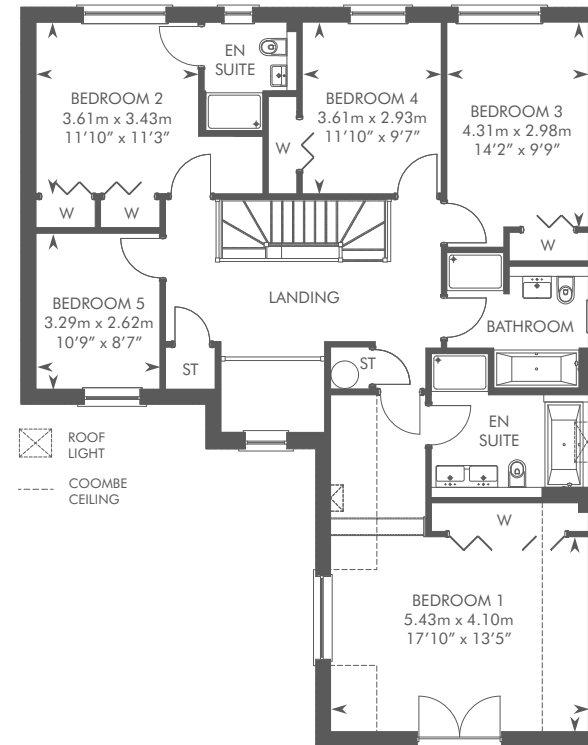 EN
SUITE
BEDROOM 2
3.61m x 3.43m
11'10" x 11'3"
BEDROOM 4
3.61m x 2.93m
11'10" x 9'7"
BEDROOM 3
4.31m x 2.98m
14'2" x 9'9"
W
W
W
W
BEDROOM 5
3.29m x 2.62m
10'9" x 8'7"
LANDING
BATHROOM
ST
ST
ROOF
LIGHT
COOMBE
CEILING
EN
SUITE
W
BEDROOM 1
5.43m x 4.10m
17'10" x 13'5"